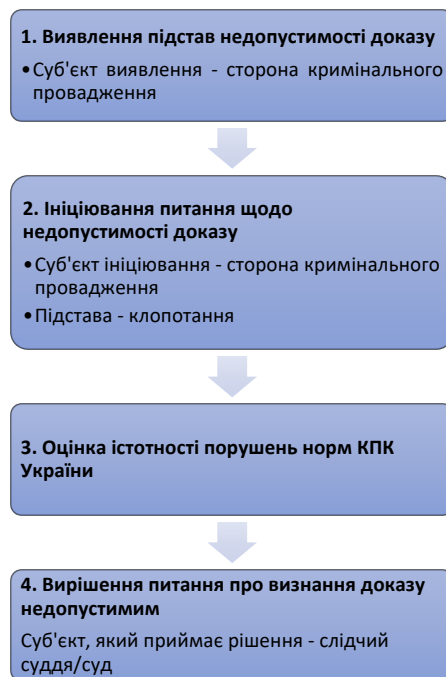 1. Виявлення підстав недопустимості доказу
•Суб'єкт виявлення - сторона кримінального
провадження
2. Ініціювання питання щодо
недопустимості доказу
•Суб'єкт ініціювання - сторона кримінального
провадження
•Підстава - клопотання
3. Оцінка істотності порушень норм КПК
України
4. Вирішення питання про визнання доказу
недопустимим
Суб'єкт, який приймає рішення - слідчий
суддя/суд